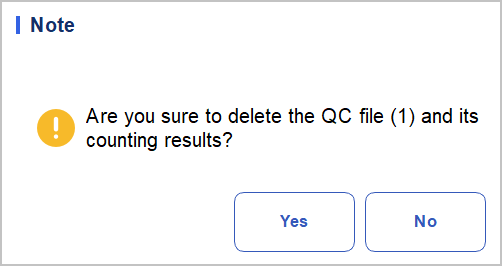 Note
Are you sure to delete the QC file (1) and its
counting results?
Yes
No